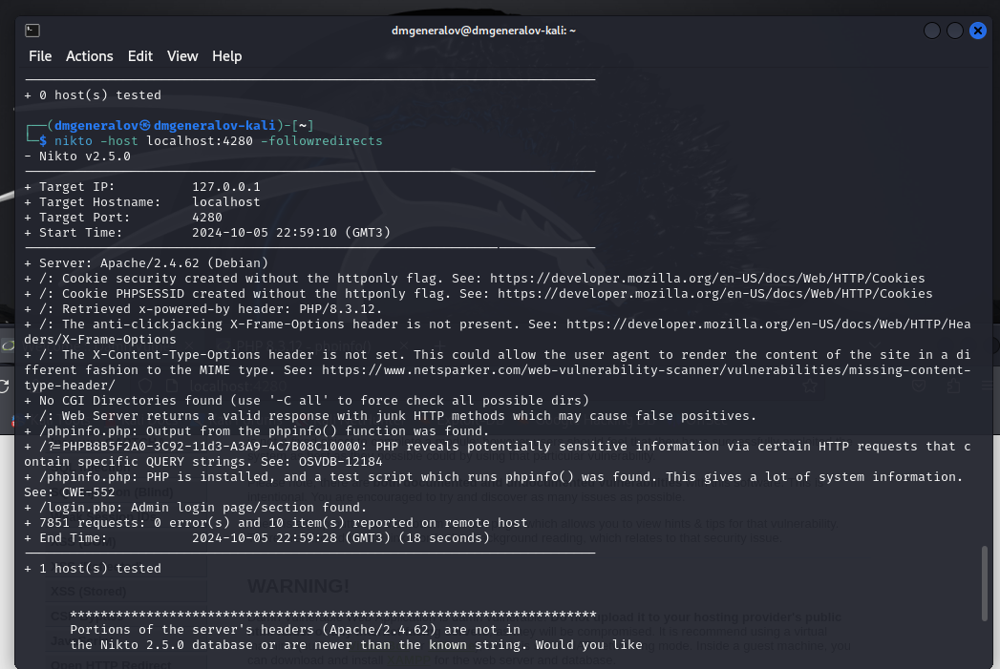 dmgeneralov@dmgeneralov-kali: ~
File Actions Edit View Help
+ 0 host(s) tested
┌──(dmgeneralov㉿dmgeneralov-kali)-[~]
└─$ nikto -host localhost:4280 -followredirects
- Nikto v2.5.0
+ Target IP: 127.0.0.1
+ Target Hostname: localhost
+ Target Port: 4280
+ Start Time: 2024-10-05 22:59:10 (GMT3)
+ Server: Apache/2.4.62 (Debian)
+ /: Cookie security created without the httponly flag. See: https://developer.mozilla.org/en-US/docs/Web/HTTP/Cookies
+ /: Cookie PHPSESSID created without the httponly flag. See: https://developer.mozilla.org/en-US/docs/Web/HTTP/Cookies
+ /: Retrieved x-powered-by header: PHP/8.3.12.
+ /: The anti-clickjacking X-Frame-Options header is not present. See: https://developer.mozilla.org/en-US/docs/Web/HTTP/Hea
ders/X-Frame-Options
+ /: The X-Content-Type-Options header is not set. This could allow the user agent to render the content of the site in a di
fferent fashion to the MIME type. See: https://www.netsparker.com/web-vulnerability-scanner/vulnerabilities/missing-content-
type-header/
+ No CGI Directories found (use '-C all' to force check all possible dirs)
+ /: Web Server returns a valid response with junk HTTP methods which may cause false positives.
+ /phpinfo.php: Output from the phpinfo() function was found.
+ /?=PHPB8B5F2A0-3C92-11d3-A3A9-4C7B08C10000: PHP reveals potentially sensitive information via certain HTTP requests that c
ontain specific QUERY strings. See: OSVDB-12184
+ /phpinfo.php: PHP is installed, and a test script which runs phpinfo() was found. This gives a lot of system information.
See: CWE-552
+ /login.php: Admin login page/section found.
+ 7851 requests: 0 error(s) and 10 item(s) reported on remote host
+ End Time: 2024-10-05 22:59:28 (GMT3) (18 seconds)
+ 1 host(s) tested
WARNING!
XSS (Stored)
*********************************************************************
Portions of the server's headers (Apache/2.4.62) are not in
the Nikto 2.5.0 database or are newer than the known string. Would you like
Open HTTP Redirect